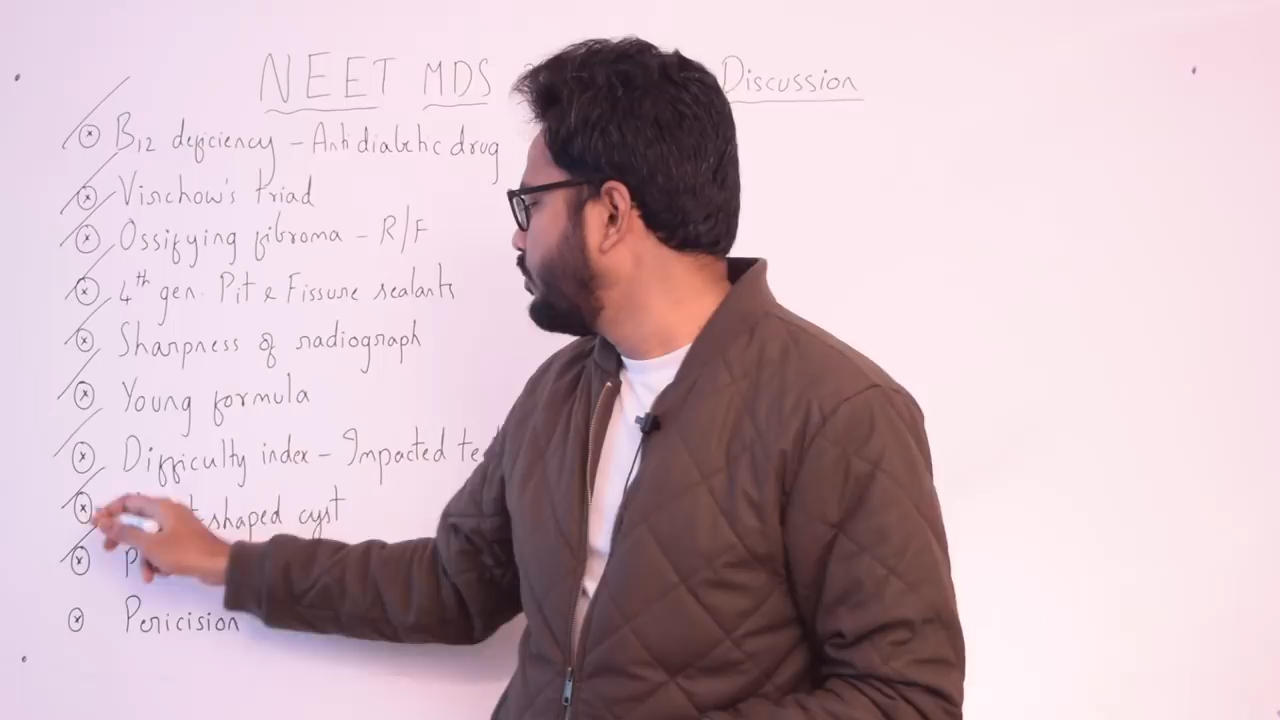 NEET MDS Discussion
B12 deficiency - Antidiabetic drug
Virchow's triad
Ossifying fibroma - R/F
4th gen. Pit & Fissure sealants
Sharpness of radiograph
Young formula
Difficulty index - Impacted
shaped cyst
Pericision